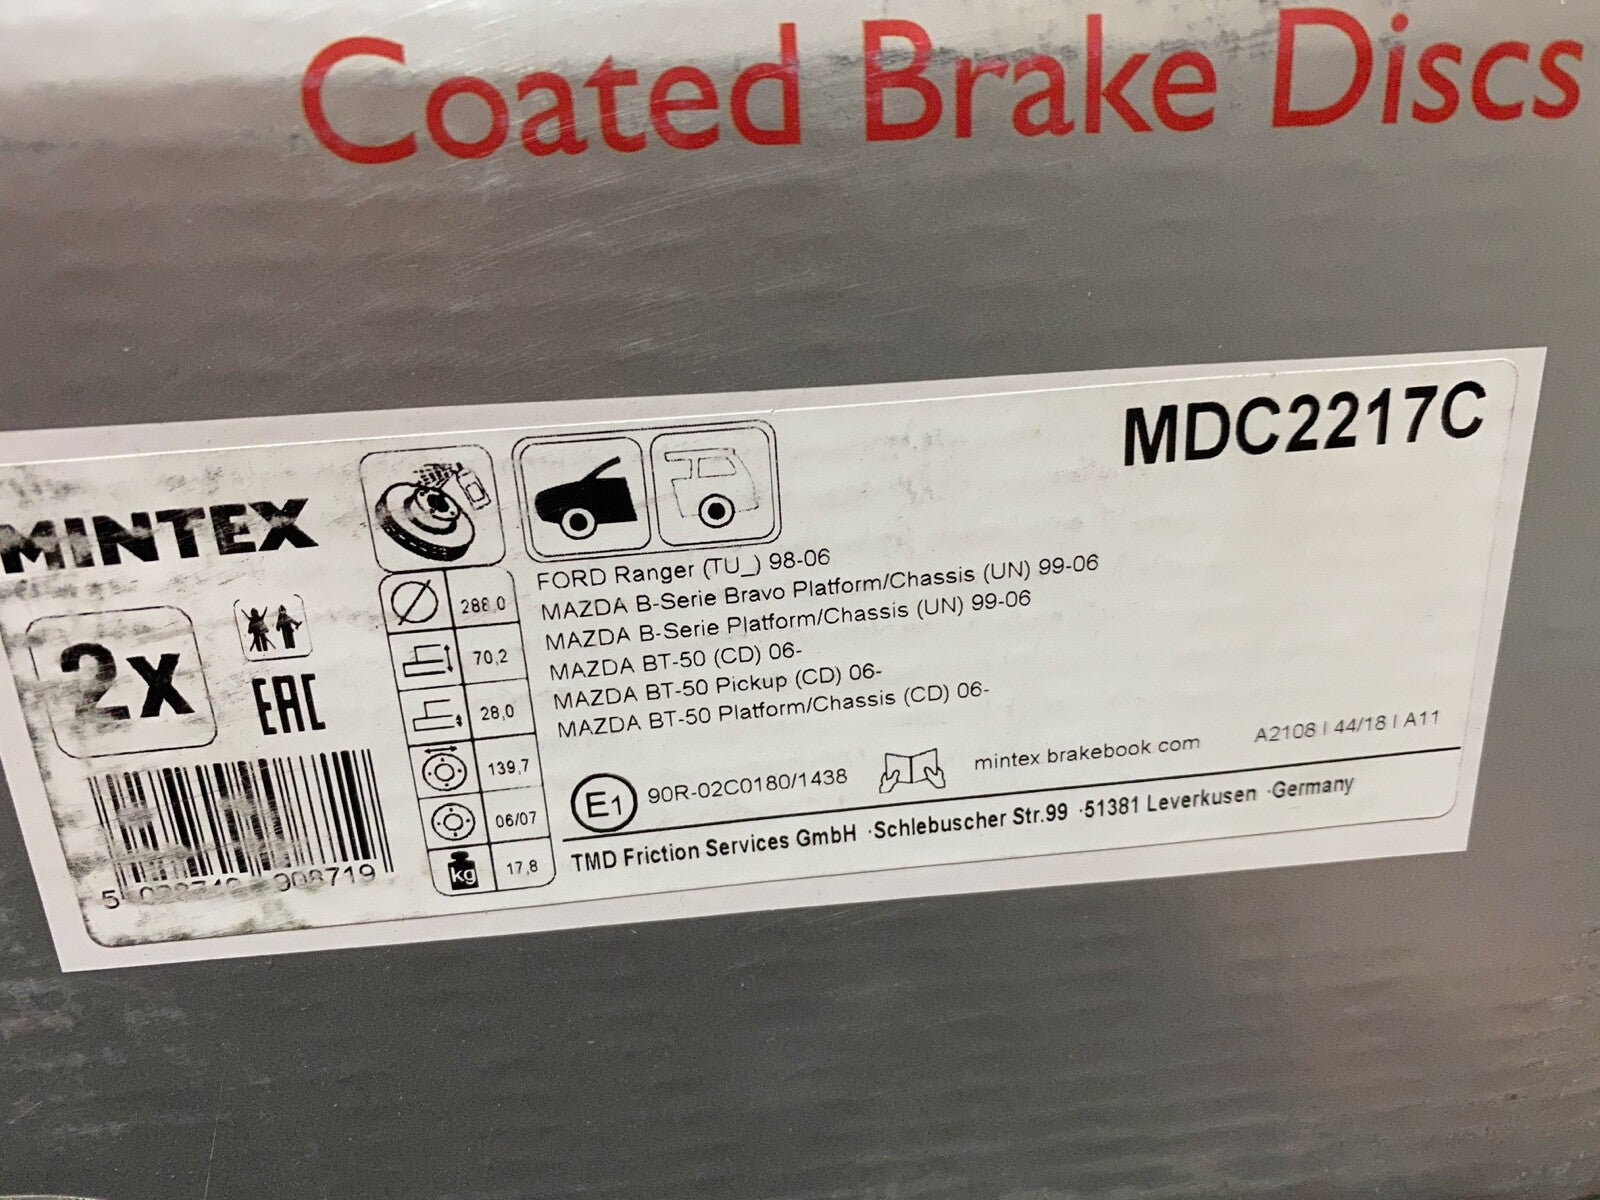 Coated Brake Discs
MDC2217C
MINTEX
2x
EAC
288,0
70,2
28,0
139,7
06/07
kg 17,8
FORD Ranger (TU_) 98-06
MAZDA B-Serie Bravo Platform/Chassis (UN) 99-06
MAZDA B-Serie Platform/Chassis (UN) 99-06
MAZDA BT-50 (CD) 06-
MAZDA BT-50 Pickup (CD) 06-
MAZDA BT-50 Platform/Chassis (CD) 06-
E1 90R-02C0180/1438
mintex brakebook com
A2108 | 44/18 | A11
TMD Friction Services GmbH ·Schlebuscher Str.99 ·51381 Leverkusen ·Germany
5 908719